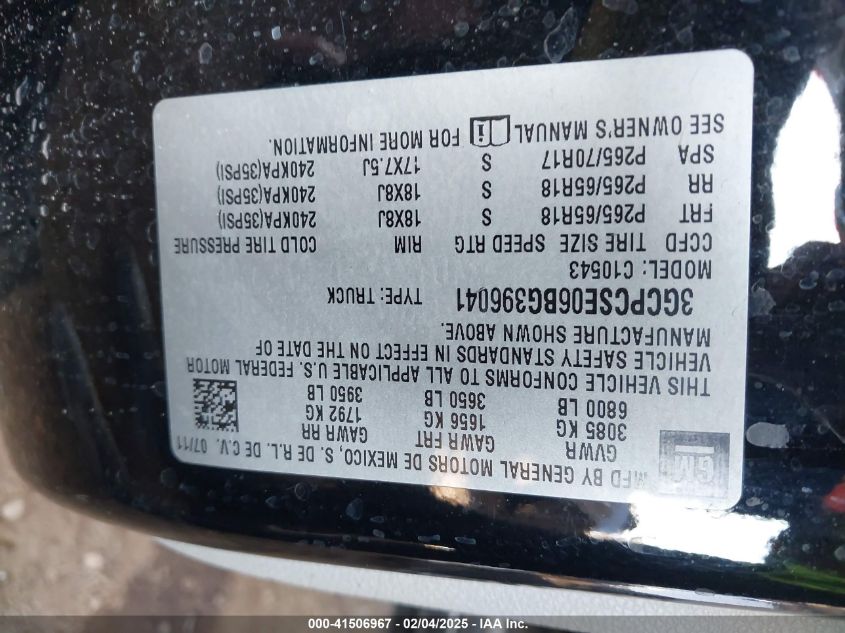 MFD BY GENERAL MOTORS DE MEXICO, S. DE R.L. DE C.V. 07/11
GM
GVWR GAWR FRT GAWR RR
3085 KG 1656 KG 1792 KG
6800 LB 3650 LB 3950 LB
THIS VEHICLE CONFORMS TO ALL APPLICABLE U.S. FEDERAL MOTOR
VEHICLE SAFETY STANDARDS IN EFFECT ON THE DATE OF
MANUFACTURE SHOWN ABOVE.
3GCPCSE06BG396041 TYPE: TRUCK
MODEL: C10543
CCFD TIRE SIZE SPEED RTG RIM COLD TIRE PRESSURE
FRT P265/65R18 S 18X8J 240KPA(35PSI)
RR P265/65R18 S 18X8J 240KPA(35PSI)
SPA P265/70R17 S 17X7.5J 240KPA(35PSI)
SEE OWNER'S MANUAL FOR MORE INFORMATION.
000-41506967 - 02/04/2025 - IAA Inc.